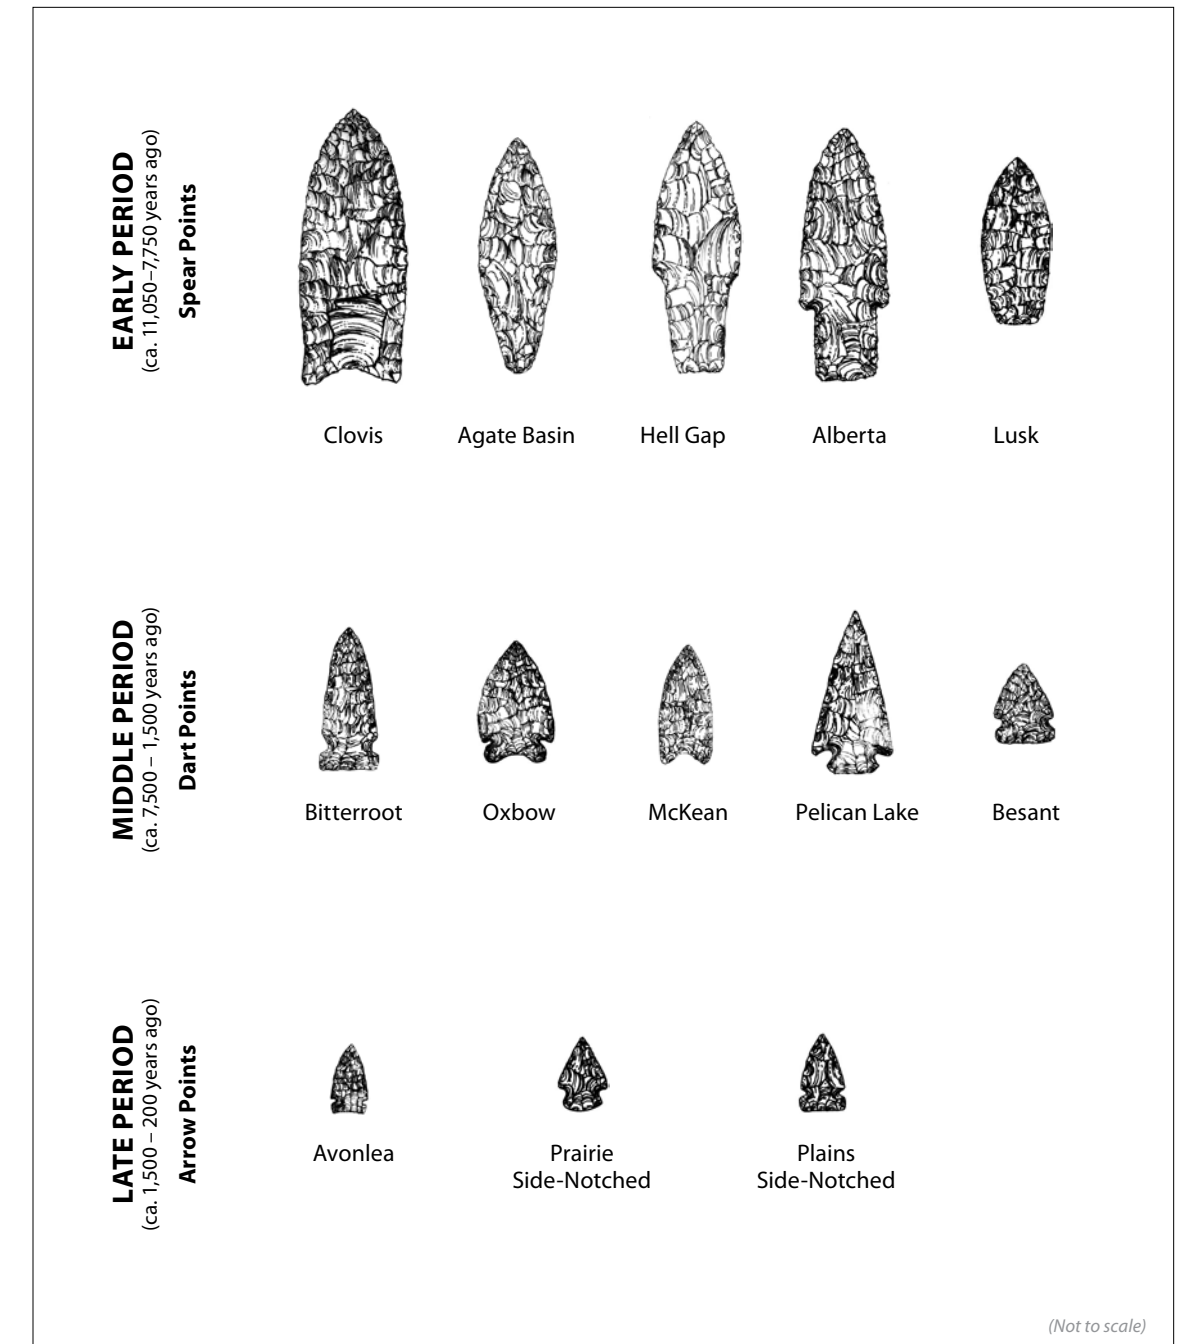 EARLY PERIOD
(ca. 11,050–7,750 years ago)
Spear Points
Clovis
Agate Basin
Hell Gap
Alberta
Lusk
MIDDLE PERIOD
(ca. 7,500 – 1,500 years ago)
Dart Points
Bitterroot
Oxbow
McKean
Pelican Lake
Besant
LATE PERIOD
(ca. 1,500 – 200 years ago)
Arrow Points
Avonlea
Prairie
Side-Notched
Plains
Side-Notched
(Not to scale)